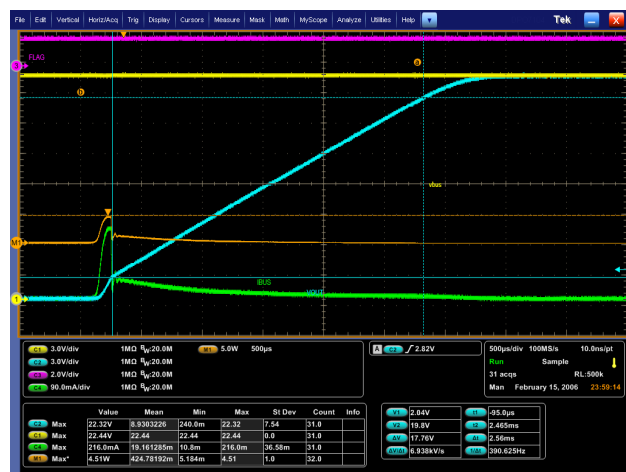 File Edit Vertical Horiz/Acq Trig Display Cursors Measure Mask Math MyScope Analyze Utilities Help Tek
FLAG
3
a
b
vbus
M1
IBUS
VOUT
1
C1 3.0V/div 1MΩ BW:20.0M M1 5.0W 500µs
C2 3.0V/div 1MΩ BW:20.0M
C3 2.0V/div 1MΩ BW:20.0M
C4 90.0mA/div 1MΩ BW:20.0M
A C2 2.82V
500µs/div 100MS/s 10.0ns/pt
Run Sample
31 acqs RL:500k
Man February 15, 2006 23:59:14
Value Mean Min Max St Dev Count Info
C2 Max 22.32V 8.9303226 240.0m 22.32 7.54 31.0
C1 Max 22.44V 22.44 22.44 22.44 0.0 31.0
C4 Max 216.0mA 19.161285m 10.8m 216.0m 36.58m 31.0
M1 Max* 4.51W 424.78192m 5.184m 4.51 1.0 32.0
V1 2.04V t1 -95.0µs
V2 19.8V t2 2.465ms
ΔV 17.76V Δt 2.56ms
ΔV/Δt 6.938kV/s 1/Δt 390.625Hz